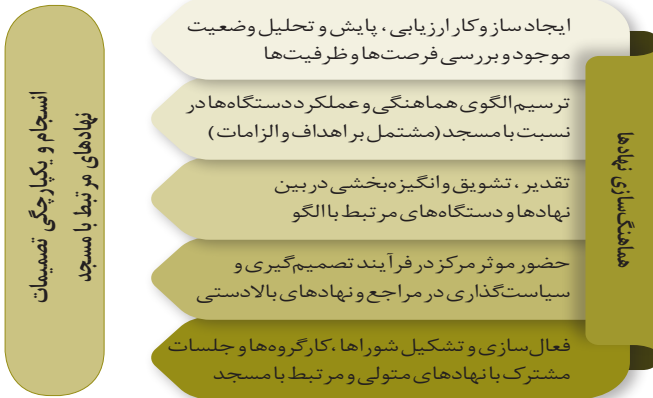 هماهنگ‌سازی نهادها
ایجاد ساز و کار ارزیابی ، پایش و تحلیل وضعیت
موجود و بررسی فرصت‌ها و ظرفیت‌ها
ترسیم الگوی هماهنگی و عملکرد دستگاه‌ها در
نسبت با مسجد (مشتمل بر اهداف و الزامات )
تقدیر ، تشویق و انگیزه‌بخشی در بین
نهادها و دستگاه‌های مرتبط با الگو
حضور موثر مرکز در فرآیند تصمیم‌گیری و
سیاست‌گذاری در مراجع و نهادهای بالادستی
فعال‌سازی و تشکیل شوراها ،کارگروه‌ها و جلسات
مشترک با نهادهای متولی و مرتبط با مسجد
انسجام و یکپارچگی تصمیمات
نهادهای مرتبط با مسجد